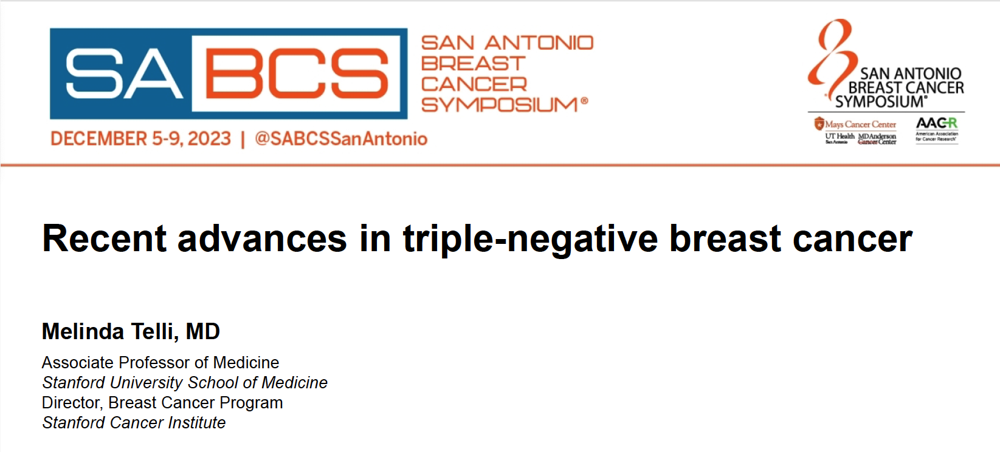 SABCS
SAN ANTONIO
BREAST
CANCER
SYMPOSIUM®
DECEMBER 5-9, 2023 | @SABCSSanAntonio
SAN ANTONIO
BREAST CANCER
SYMPOSIUM®
Mays Cancer Center
UT Health
San Antonio
MDAnderson
Cancer Center
AACR
American Association
for Cancer Research®
Recent advances in triple-negative breast cancer
Melinda Telli, MD
Associate Professor of Medicine
Stanford University School of Medicine
Director, Breast Cancer Program
Stanford Cancer Institute